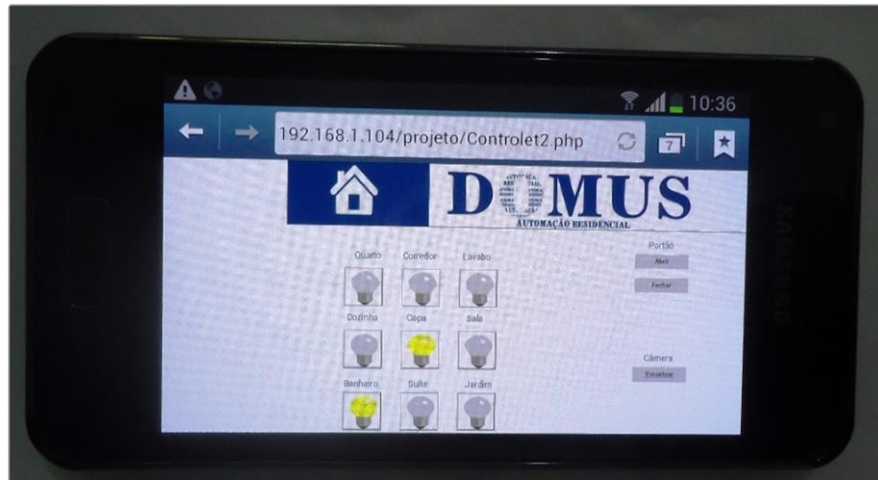 10:36
192.168.1.104/projeto/Controlet2.php
7
DOMUS
AUTOMAÇÃO RESIDENCIAL
Quarto Corredor Lavabo
Portão
Abrir
Fechar
Cozinha Copa Sala
Câmera
Visualizar
Banheiro Suíte Jardim
SAMSUNG